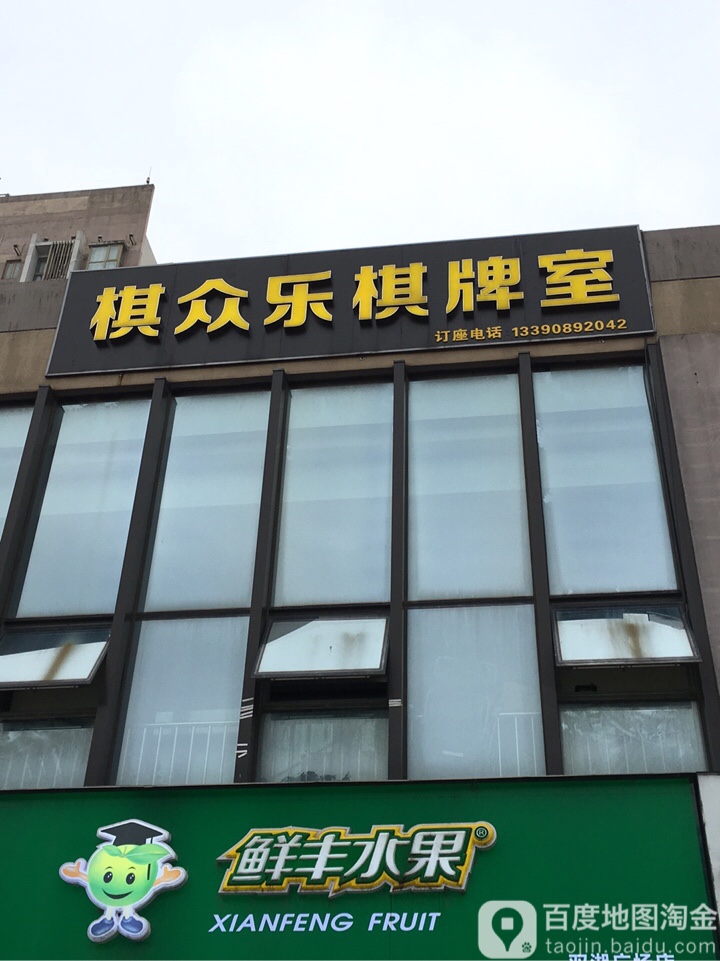 棋众乐棋牌室
订座电话 13390892042
鲜丰水果®
XIANFENG FRUIT
百度地图淘金
taojin.baidu.com